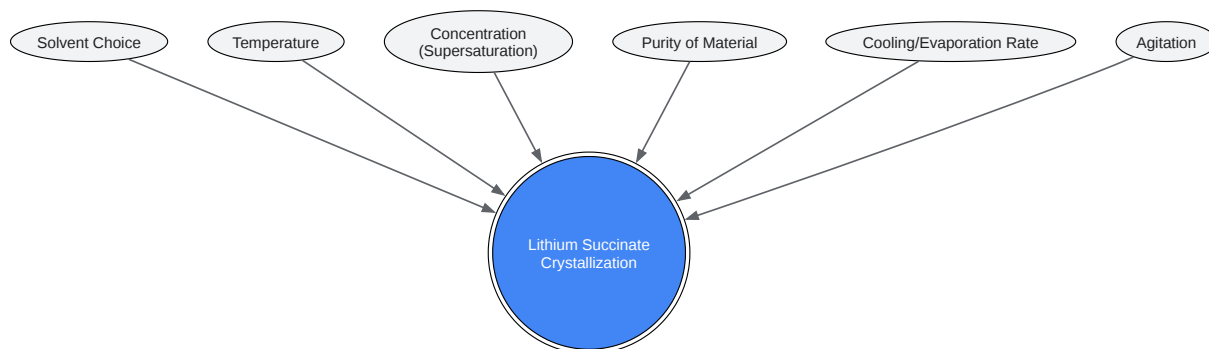 Solvent Choice
Temperature
Concentration
(Supersaturation)
Purity of Material
Cooling/Evaporation Rate
Agitation
Lithium Succinate
Crystallization